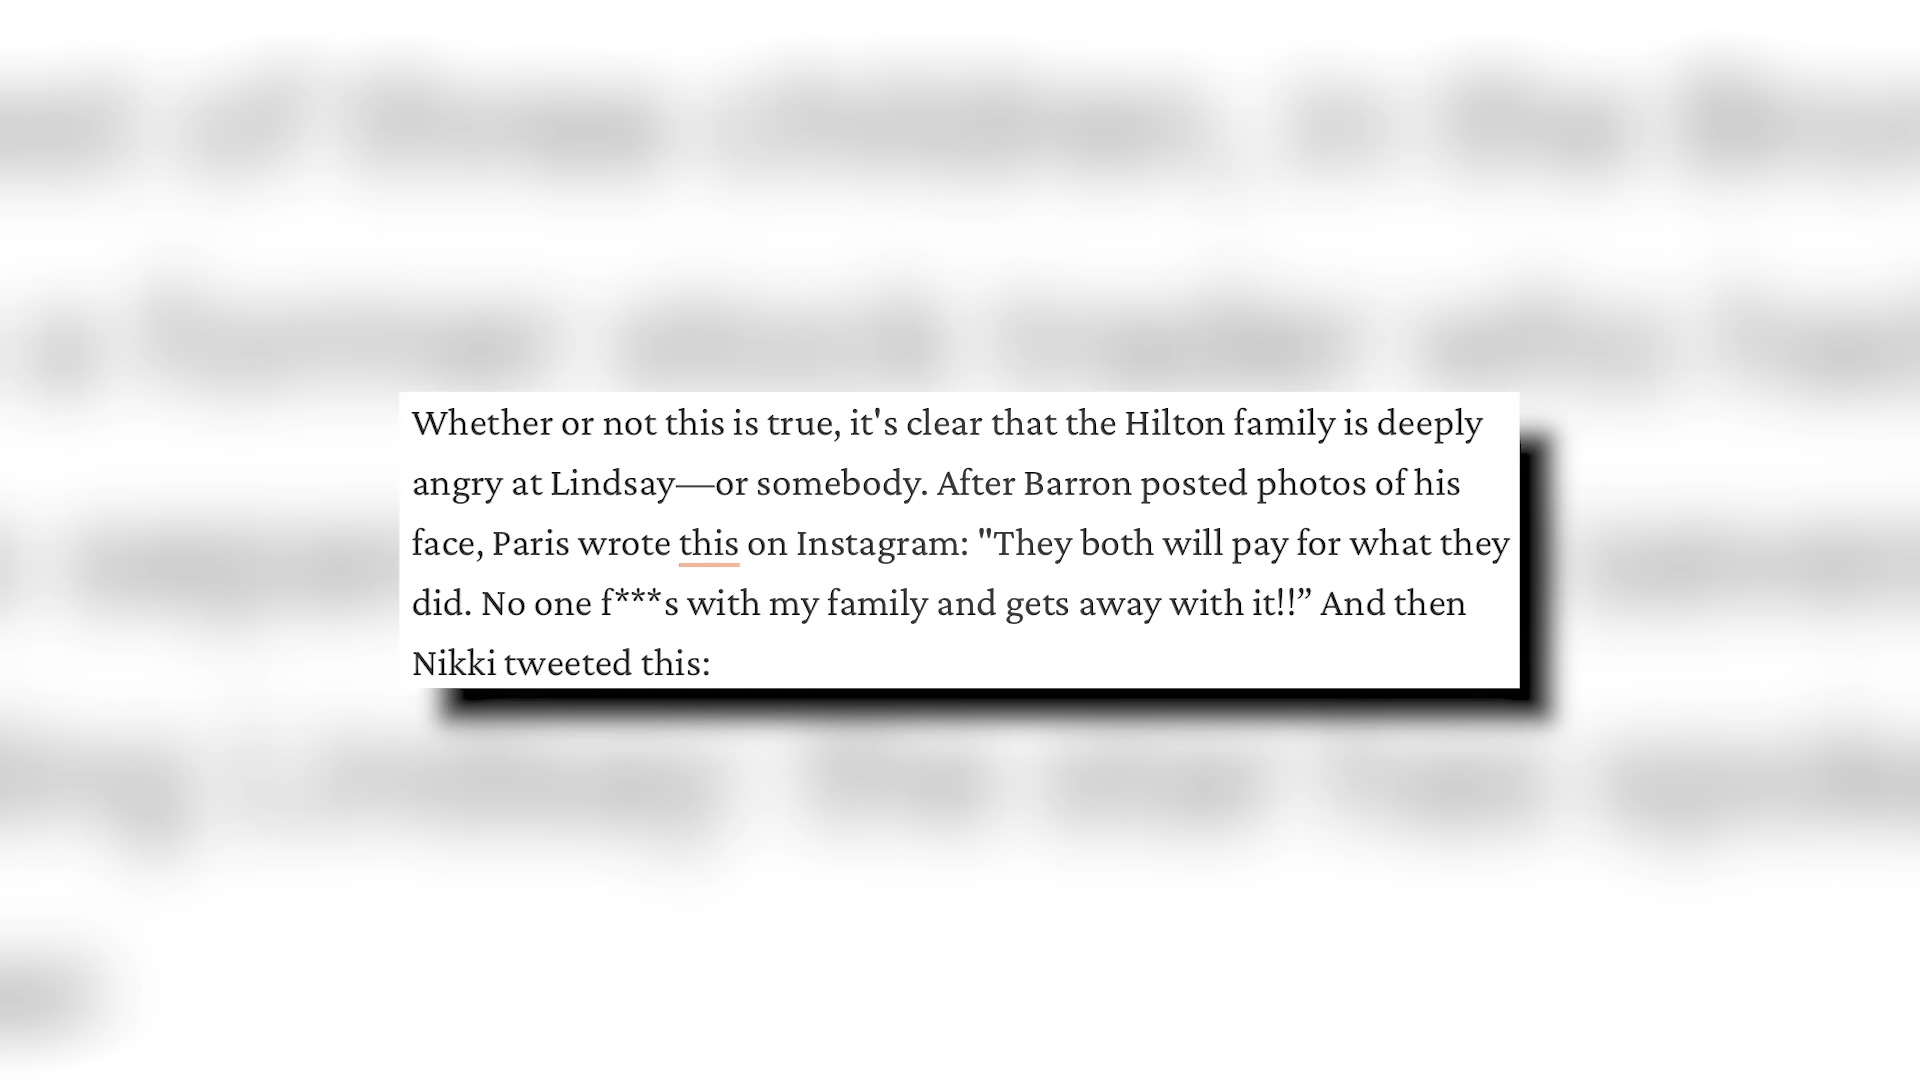 Whether or not this is true, it's clear that the Hilton family is deeply
angry at Lindsay—or somebody. After Barron posted photos of his
face, Paris wrote this on Instagram: "They both will pay for what they
did. No one f***s with my family and gets away with it!!” And then
Nikki tweeted this: